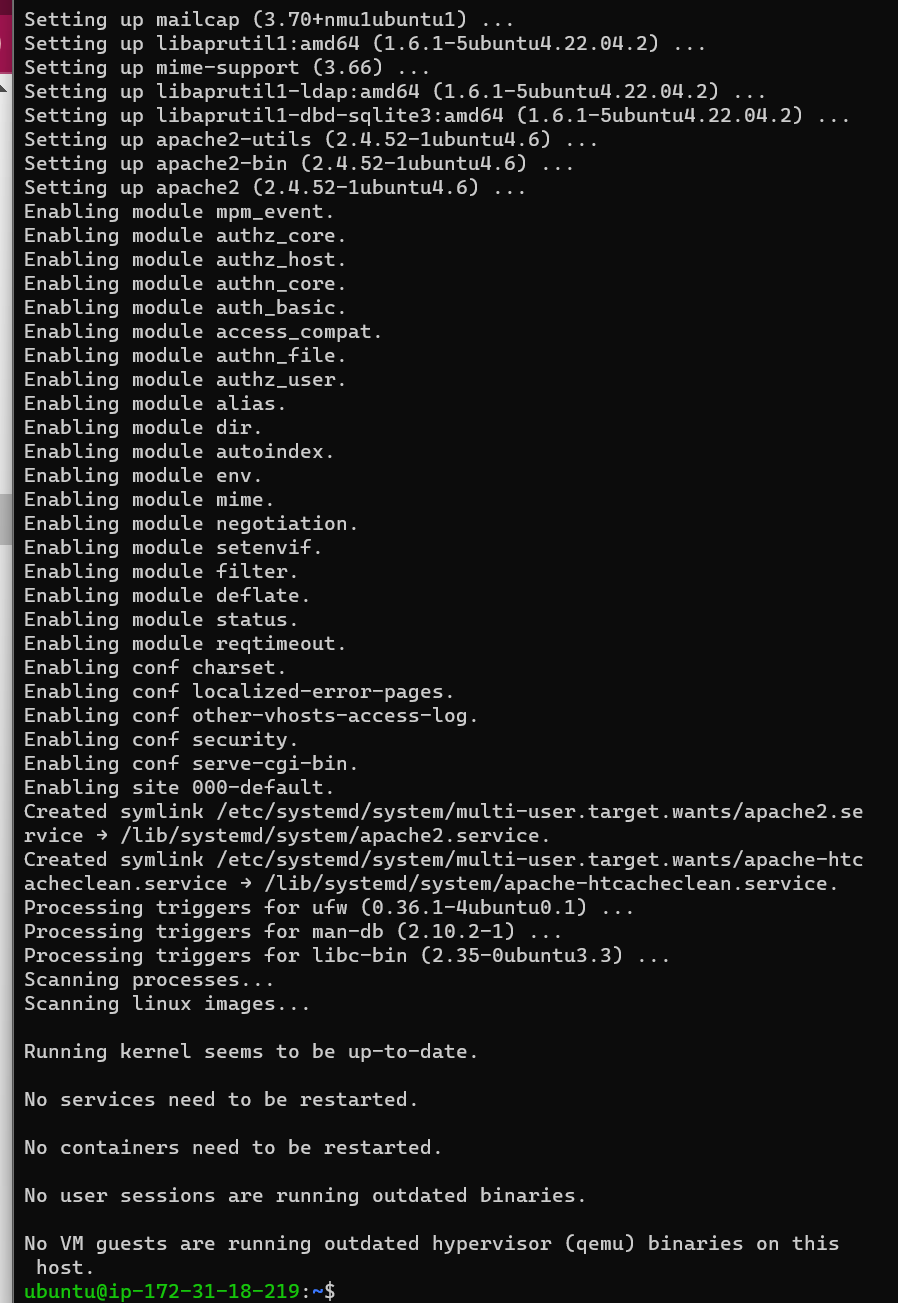 Setting up mailcap (3.70+nmu1ubuntu1) ...
Setting up libaprutil1:amd64 (1.6.1-5ubuntu4.22.04.2) ...
Setting up mime-support (3.66) ...
Setting up libaprutil1-ldap:amd64 (1.6.1-5ubuntu4.22.04.2) ...
Setting up libaprutil1-dbd-sqlite3:amd64 (1.6.1-5ubuntu4.22.04.2) ...
Setting up apache2-utils (2.4.52-1ubuntu4.6) ...
Setting up apache2-bin (2.4.52-1ubuntu4.6) ...
Setting up apache2 (2.4.52-1ubuntu4.6) ...
Enabling module mpm_event.
Enabling module authz_core.
Enabling module authz_host.
Enabling module authn_core.
Enabling module auth_basic.
Enabling module access_compat.
Enabling module authn_file.
Enabling module authz_user.
Enabling module alias.
Enabling module dir.
Enabling module autoindex.
Enabling module env.
Enabling module mime.
Enabling module negotiation.
Enabling module setenvif.
Enabling module filter.
Enabling module deflate.
Enabling module status.
Enabling module reqtimeout.
Enabling conf charset.
Enabling conf localized-error-pages.
Enabling conf other-vhosts-access-log.
Enabling conf security.
Enabling conf serve-cgi-bin.
Enabling site 000-default.
Created symlink /etc/systemd/system/multi-user.target.wants/apache2.se
rvice → /lib/systemd/system/apache2.service.
Created symlink /etc/systemd/system/multi-user.target.wants/apache-htc
acheclean.service → /lib/systemd/system/apache-htcacheclean.service.
Processing triggers for ufw (0.36.1-4ubuntu0.1) ...
Processing triggers for man-db (2.10.2-1) ...
Processing triggers for libc-bin (2.35-0ubuntu3.3) ...
Scanning processes...
Scanning linux images...
Running kernel seems to be up-to-date.
No services need to be restarted.
No containers need to be restarted.
No user sessions are running outdated binaries.
No VM guests are running outdated hypervisor (qemu) binaries on this
host.
ubuntu@ip-172-31-18-219:~$